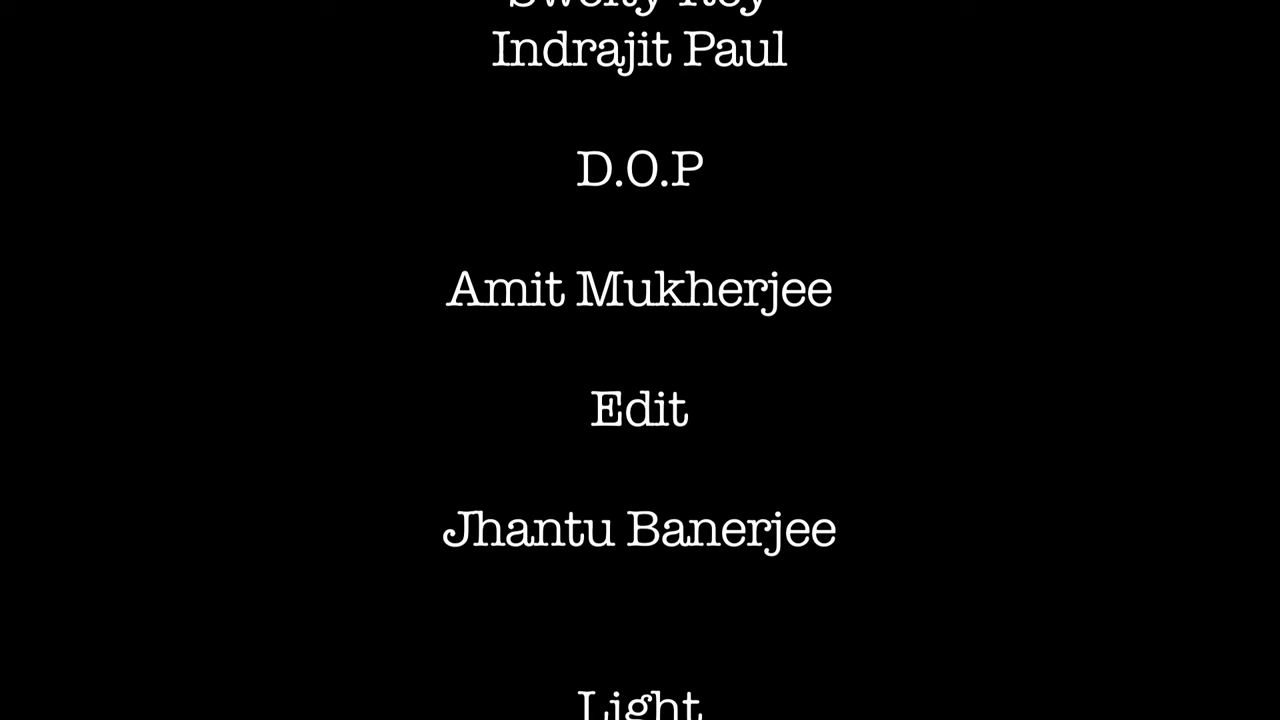 Indrajit Paul
D.O.P
Amit Mukherjee
Edit
Jhantu Banerjee
Light